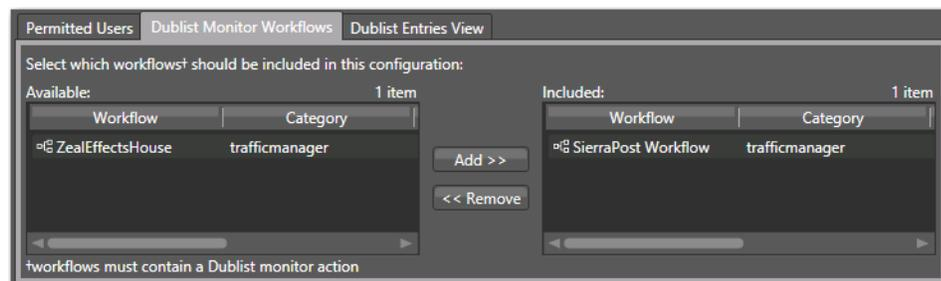 Permitted Users Dublist Monitor Workflows Dublist Entries View
Select which workflows† should be included in this configuration:
Available: 1 item Included: 1 item
Workflow Category Workflow Category
ZealEffectsHouse trafficmanager SierraPost Workflow trafficmanager
Add >>
<< Remove
†workflows must contain a Dublist monitor action